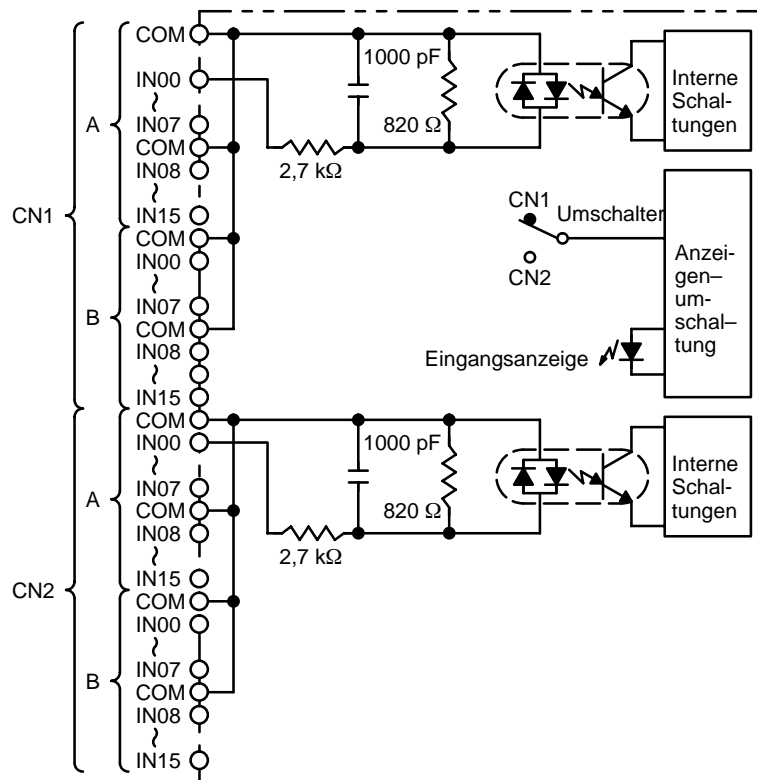 COM
IN00
IN07
COM
IN08
IN15
COM
IN00
IN07
COM
IN08
IN15
COM
IN00
IN07
COM
IN08
IN15
COM
IN00
IN07
COM
IN08
IN15
A
B
CN1
A
B
CN2
1000 pF
820 Ω
2,7 kΩ
Interne
Schal-
tungen
CN1
Umschalter
CN2
Anzei-
gen–
um-
schal–
tung
Eingangsanzeige
1000 pF
820 Ω
2,7 kΩ
Interne
Schal-
tungen